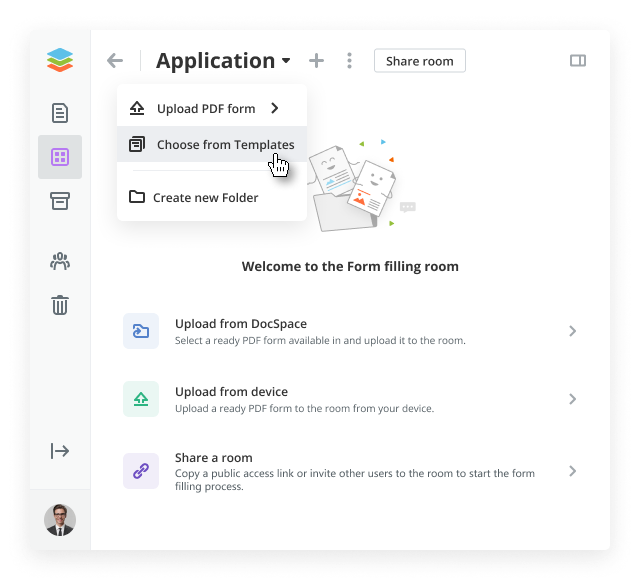 Application
Share room
Upload PDF form
Choose from Templates
Create new Folder
Welcome to the Form filling room
Upload from DocSpace
Select a ready PDF form available in and upload it to the room.
Upload from device
Upload a ready PDF form to the room from your device.
Share a room
Copy a public access link or invite other users to the room to start the form
filling process.